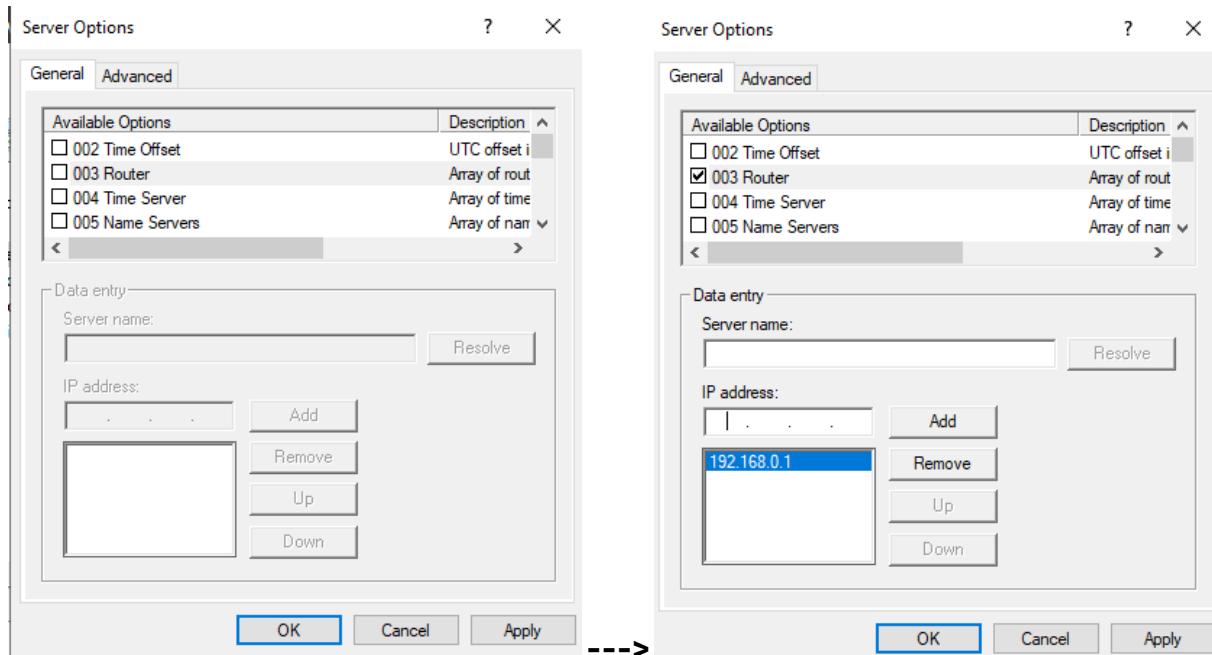 Server Options ?
General Advanced
Available Options Description
002 Time Offset UTC offset i
003 Router Array of rout
004 Time Server Array of time
005 Name Servers Array of nam
Data entry
Server name:
Resolve
IP address:
. . . Add
Remove
Up
Down
OK Cancel Apply
--->
Server Options ?
General Advanced
Available Options Description
002 Time Offset UTC offset i
003 Router Array of rout
004 Time Server Array of time
005 Name Servers Array of nam
Data entry
Server name:
Resolve
IP address:
. . . Add
192.168.0.1 Remove
Up
Down
OK Cancel Apply